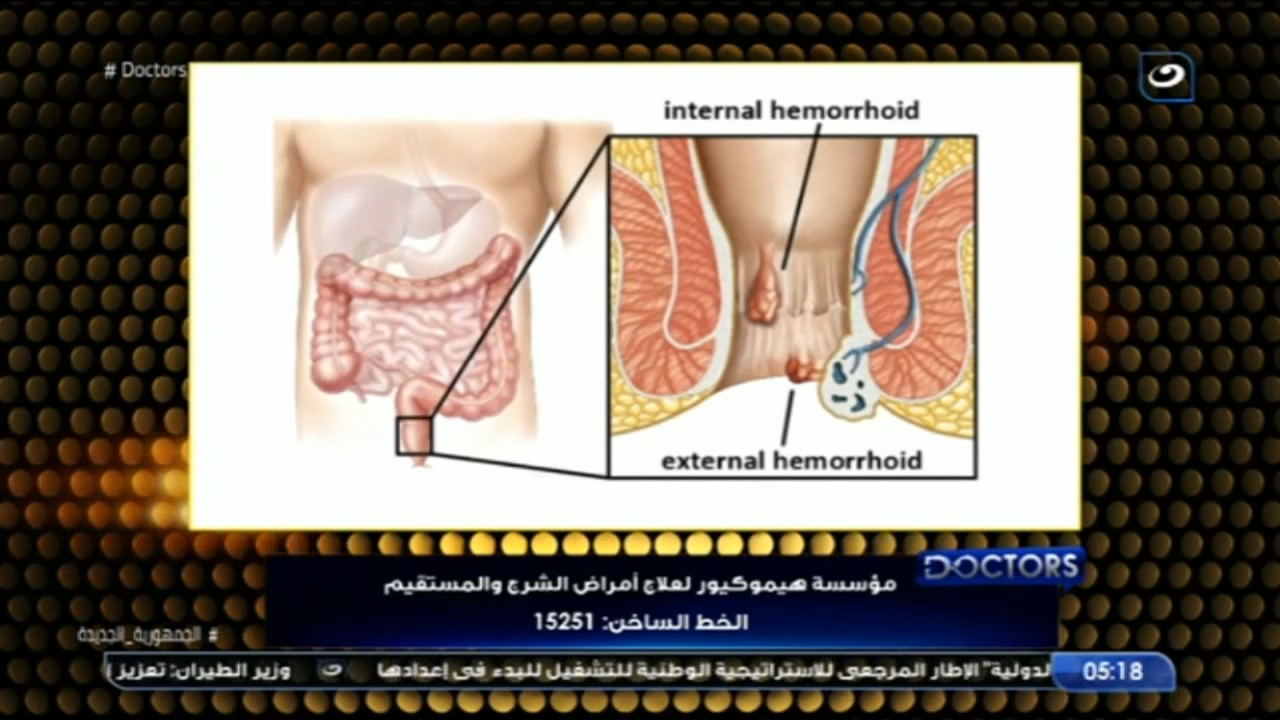 # Doctors
internal hemorrhoid
external hemorrhoid
DOCTORS
مؤسسة هيموكيور لعلاج أمراض الشرج والمستقيم
الخط الساخن: 15251
# الجمهورية_الجديدة
05:18
لدولية" الإطار المرجعى للاستراتيجية الوطنية للتشغيل للبدء فى إعدادها
وزير الطيران: تعزيز